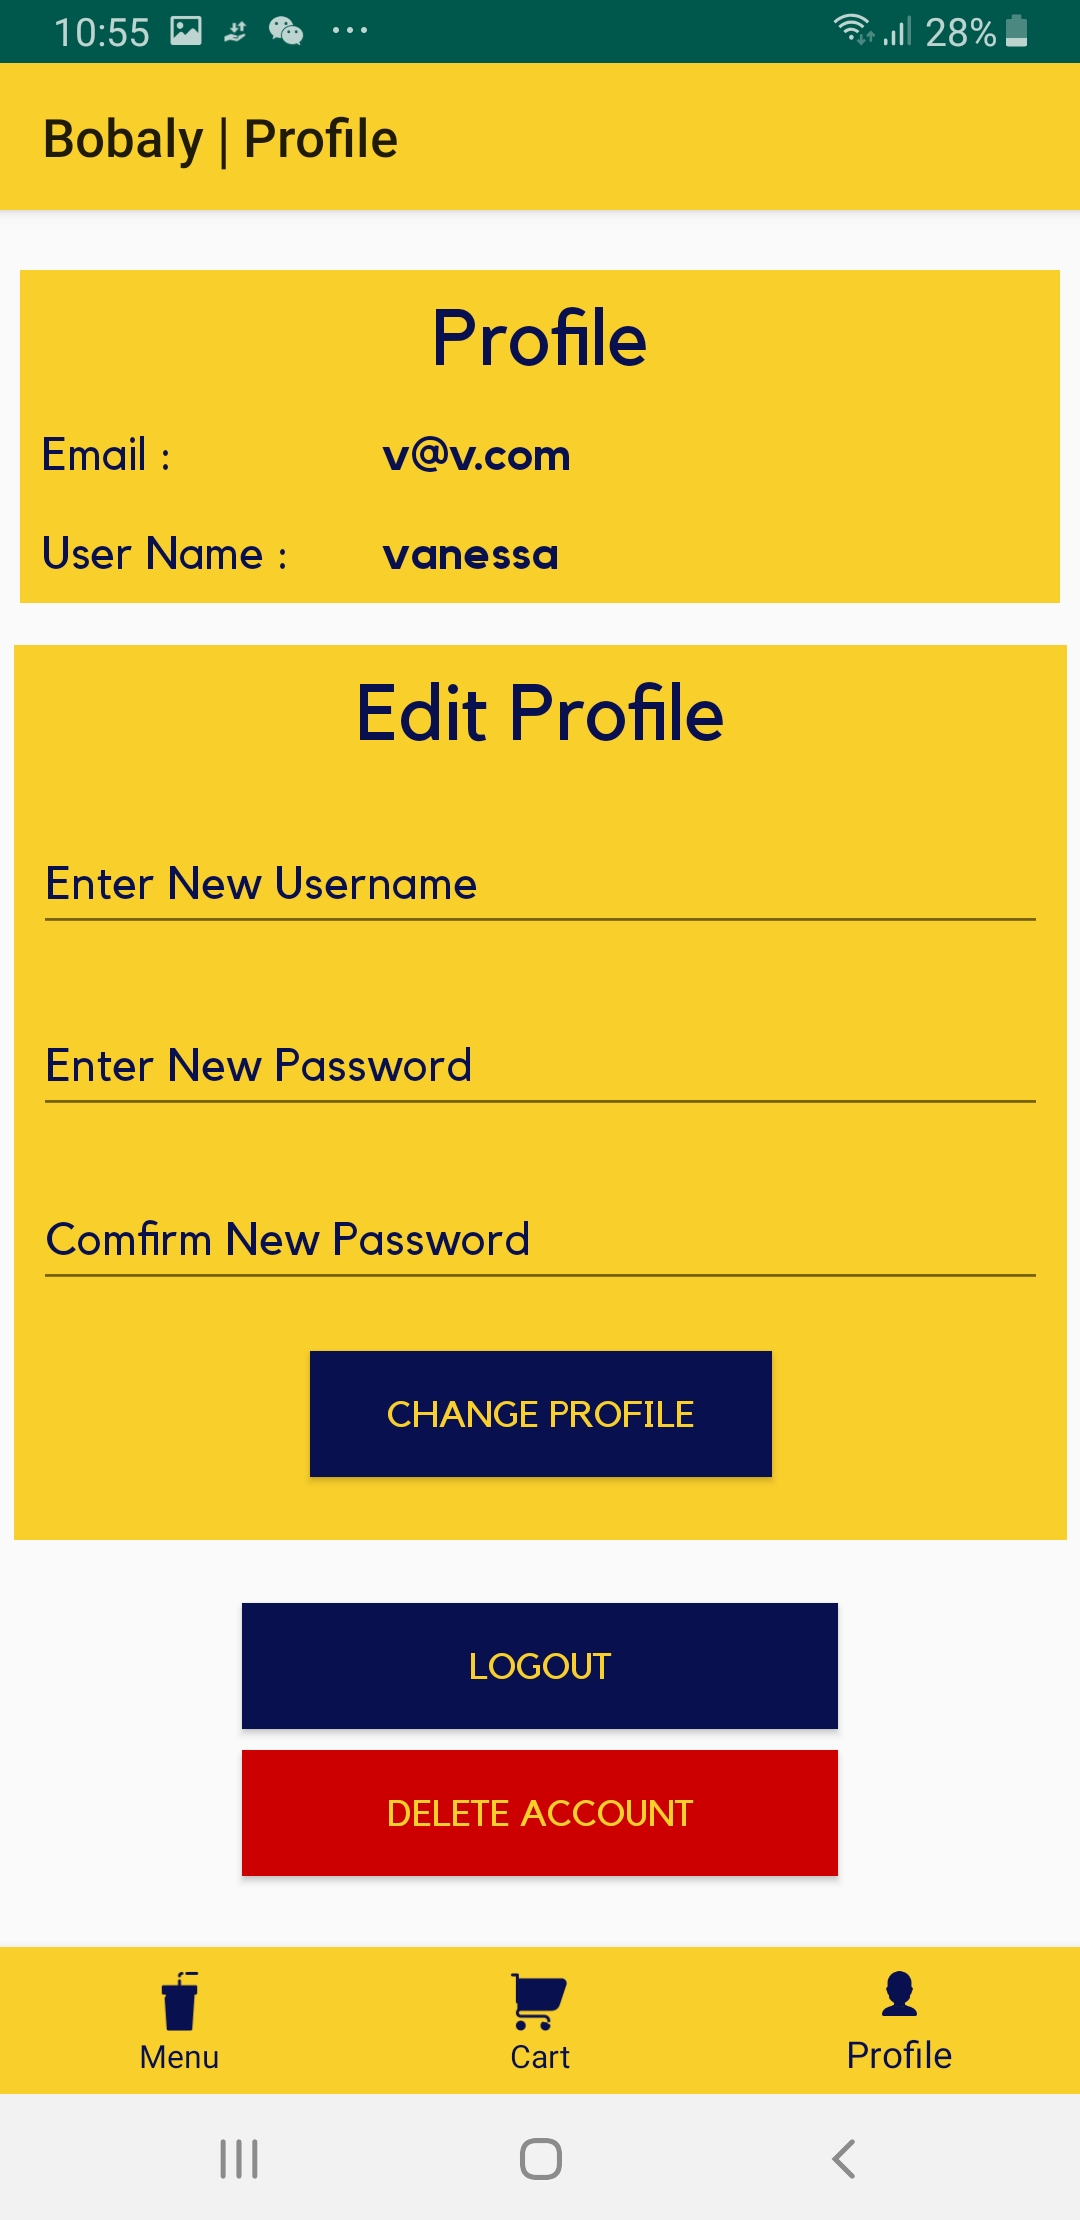 10:55 28%
Bobaly | Profile
Profile
Email : v@v.com
User Name : vanessa
Edit Profile
Enter New Username
Enter New Password
Comfirm New Password
CHANGE PROFILE
LOGOUT
DELETE ACCOUNT
Menu Cart Profile